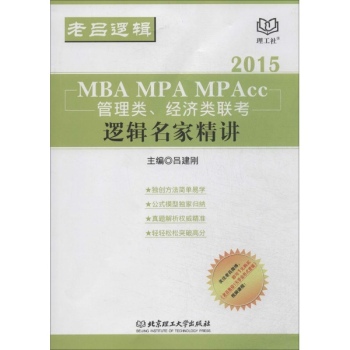 老吕逻辑
理工社®
2015
MBA MPA MPAcc
管理类、经济类联考
逻辑名家精讲
主编◎吕建刚
★独创方法简单易学
★公式模型独家归纳
★真题解析权威精准
★轻轻松松突破高分
北京理工大学出版社